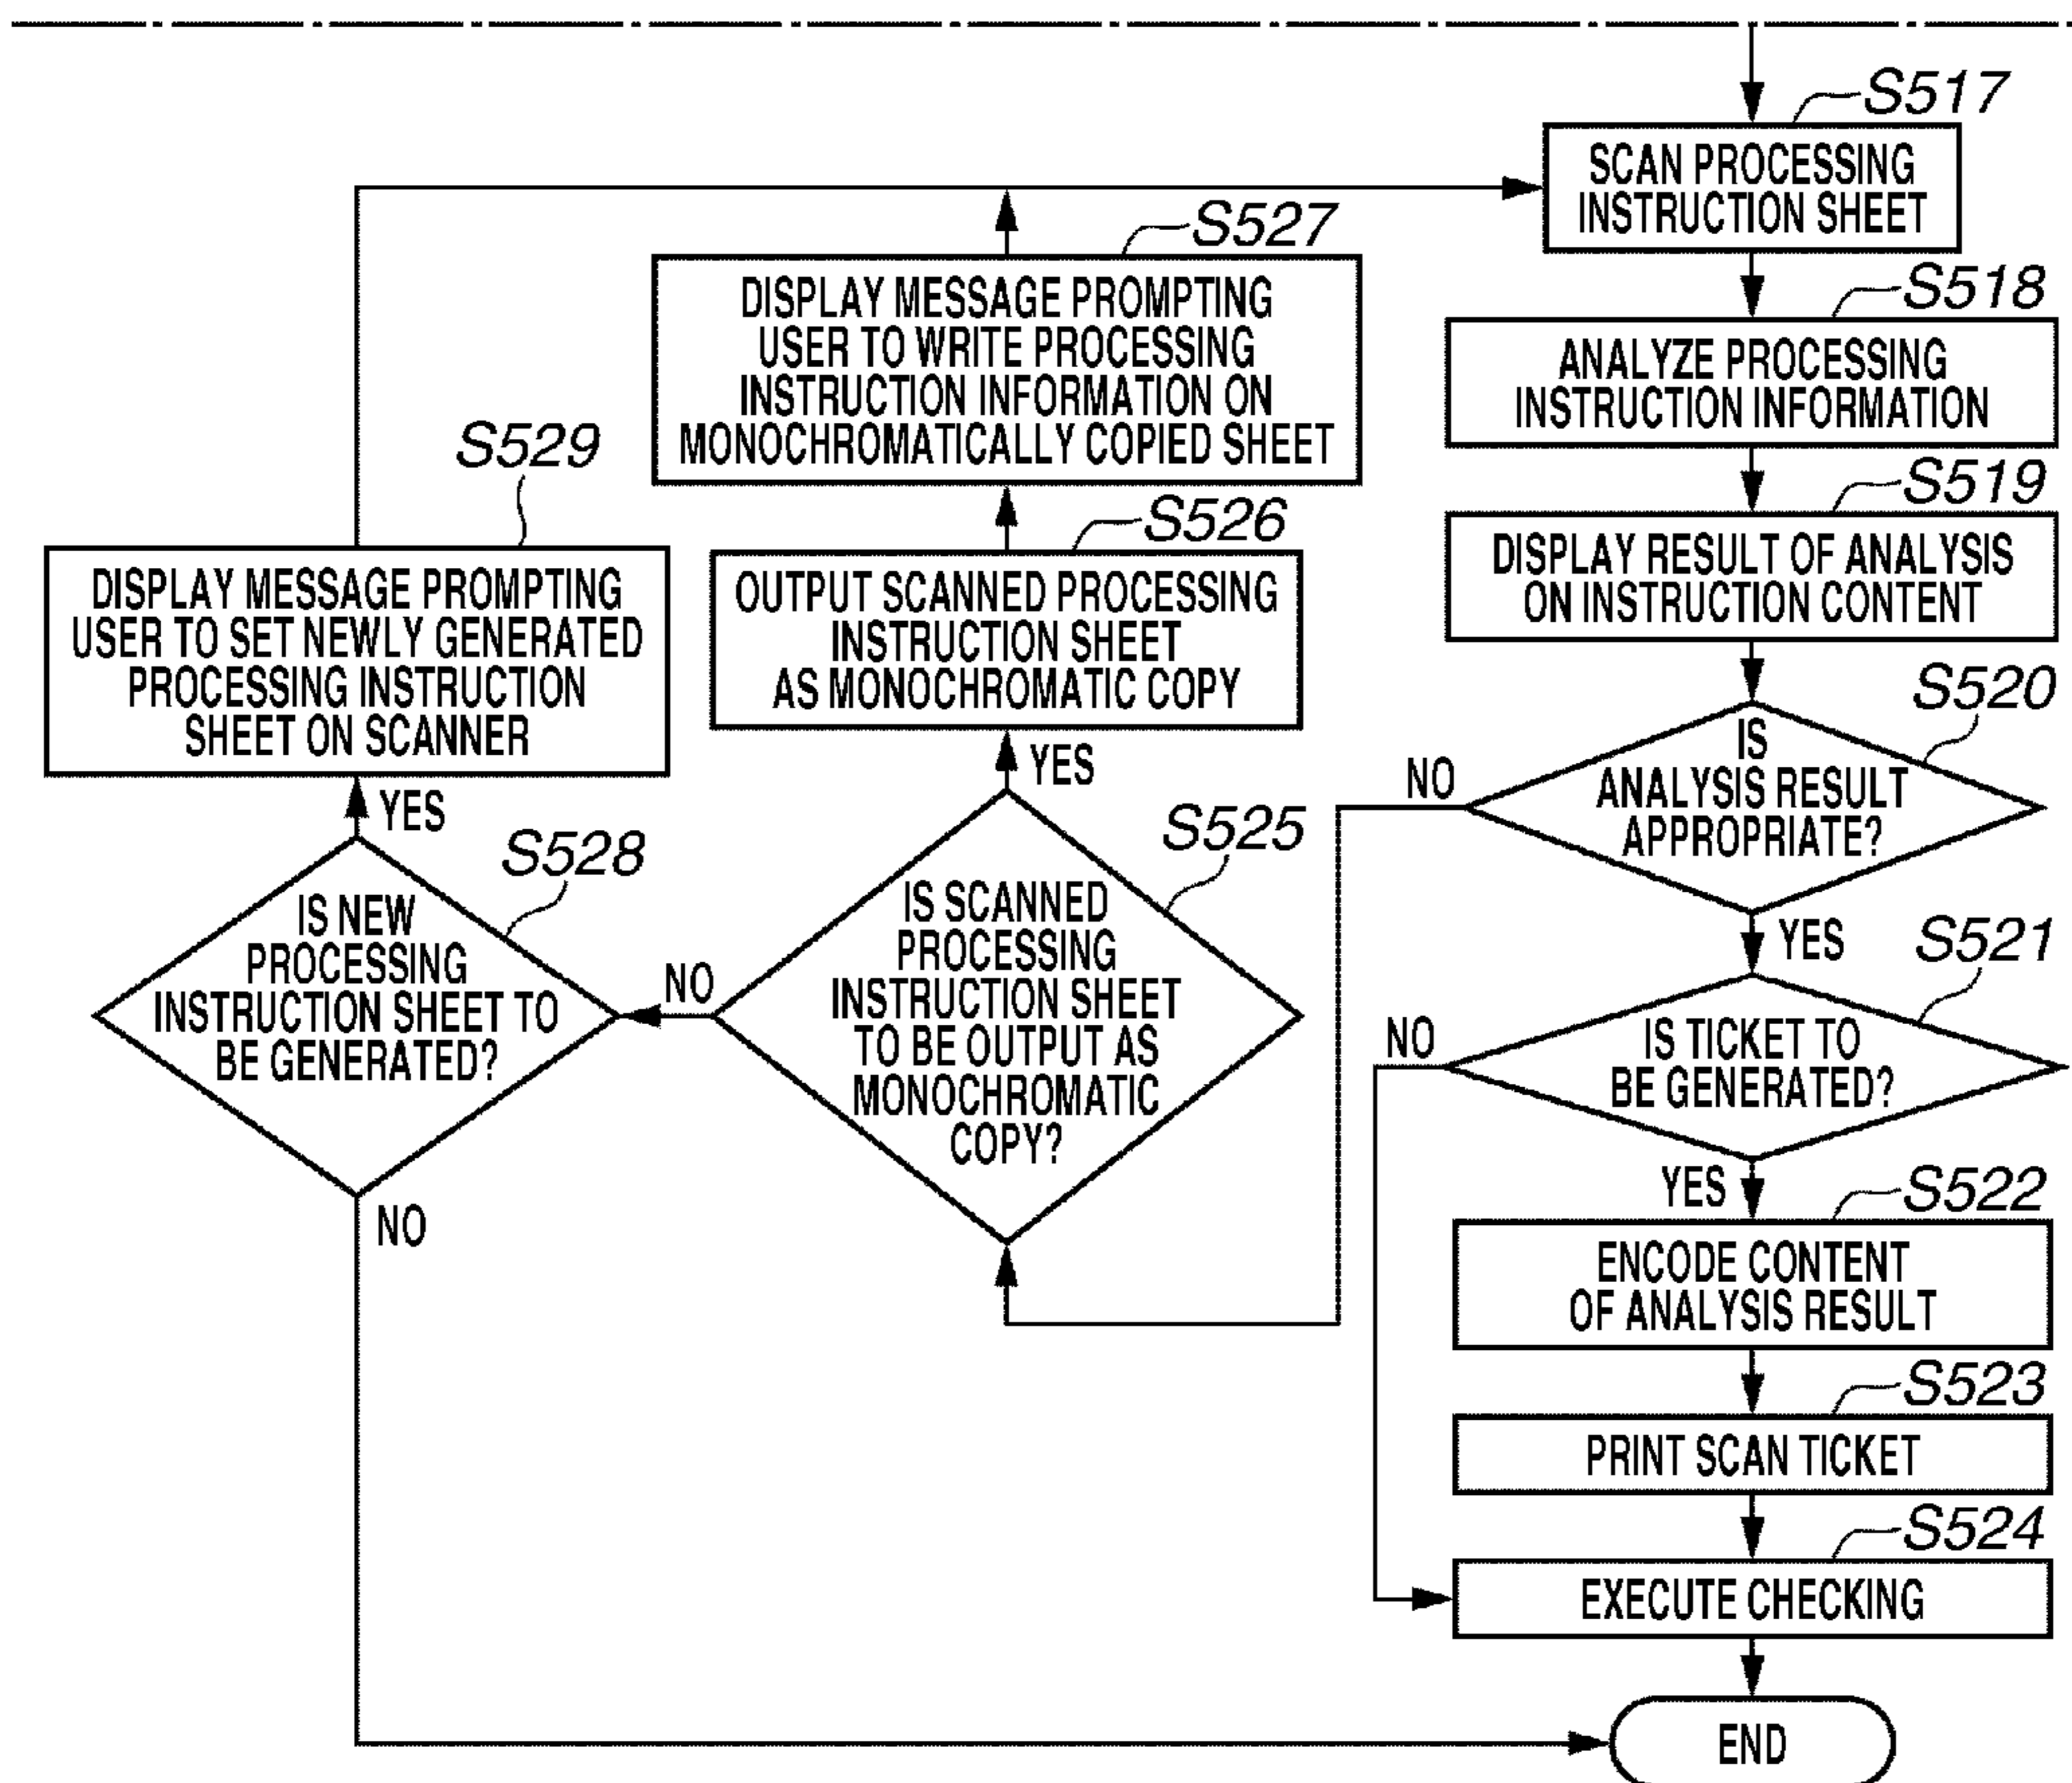 S517
SCAN PROCESSING
INSTRUCTION SHEET
S518
ANALYZE PROCESSING
INSTRUCTION INFORMATION
S519
DISPLAY RESULT OF ANALYSIS
ON INSTRUCTION CONTENT
S520
IS
ANALYSIS RESULT
APPROPRIATE?
NO
YES
S521
IS TICKET TO
BE GENERATED?
NO
YES
S522
ENCODE CONTENT
OF ANALYSIS RESULT
S523
PRINT SCAN TICKET
S524
EXECUTE CHECKING
END
S525
IS SCANNED
PROCESSING
INSTRUCTION SHEET
TO BE OUTPUT AS
MONOCHROMATIC
COPY?
YES
NO
S526
OUTPUT SCANNED PROCESSING
INSTRUCTION SHEET
AS MONOCHROMATIC COPY
S527
DISPLAY MESSAGE PROMPTING
USER TO WRITE PROCESSING
INSTRUCTION INFORMATION ON
MONOCHROMATICALLY COPIED SHEET
S528
IS NEW
PROCESSING
INSTRUCTION SHEET TO
BE GENERATED?
YES
NO
S529
DISPLAY MESSAGE PROMPTING
USER TO SET NEWLY GENERATED
PROCESSING INSTRUCTION
SHEET ON SCANNER